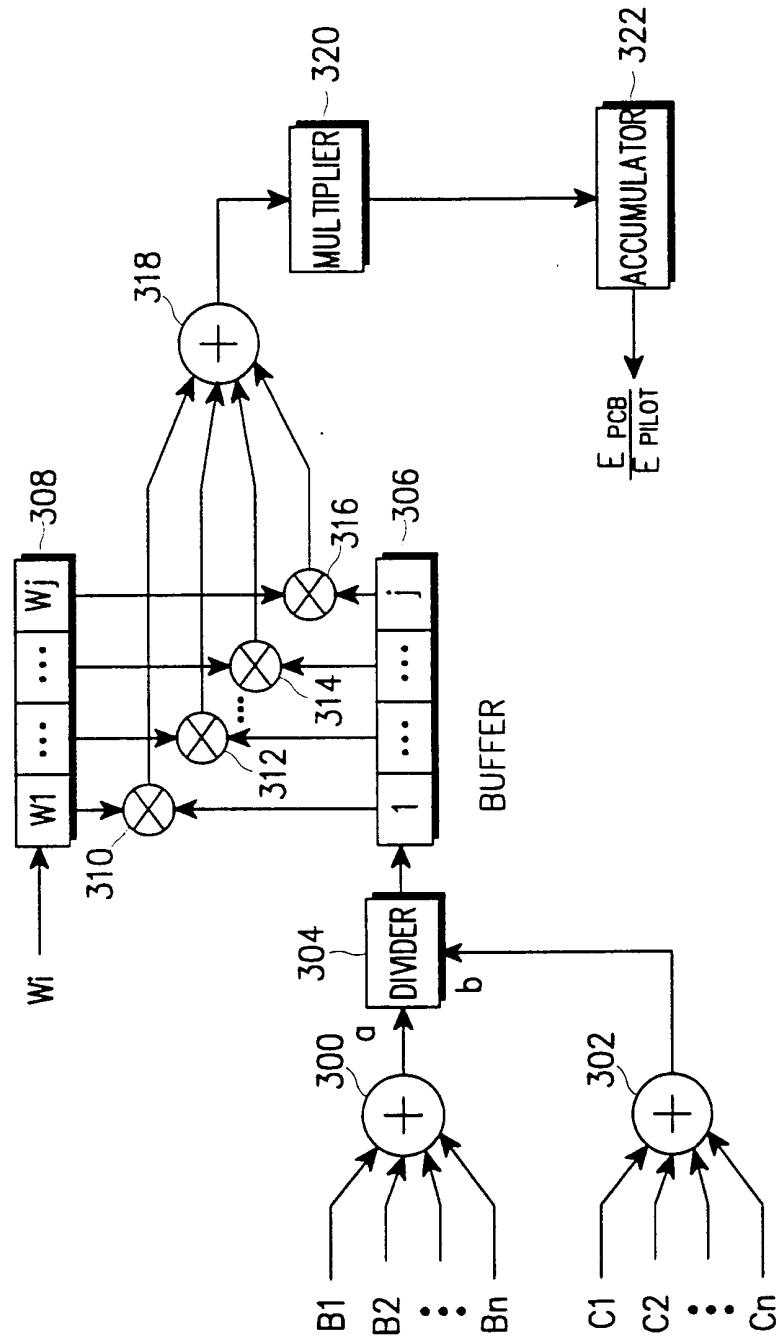 Wi
W1 ... ... Wj
308
310
312
...
314
316
318
1 ... ... j
306
BUFFER
320
MULTIPLIER
322
ACCUMULATOR
E PCB
E PILOT
304
DIVIDER
a
b
300
302
B1
B2
Bn
C1
C2
Cn